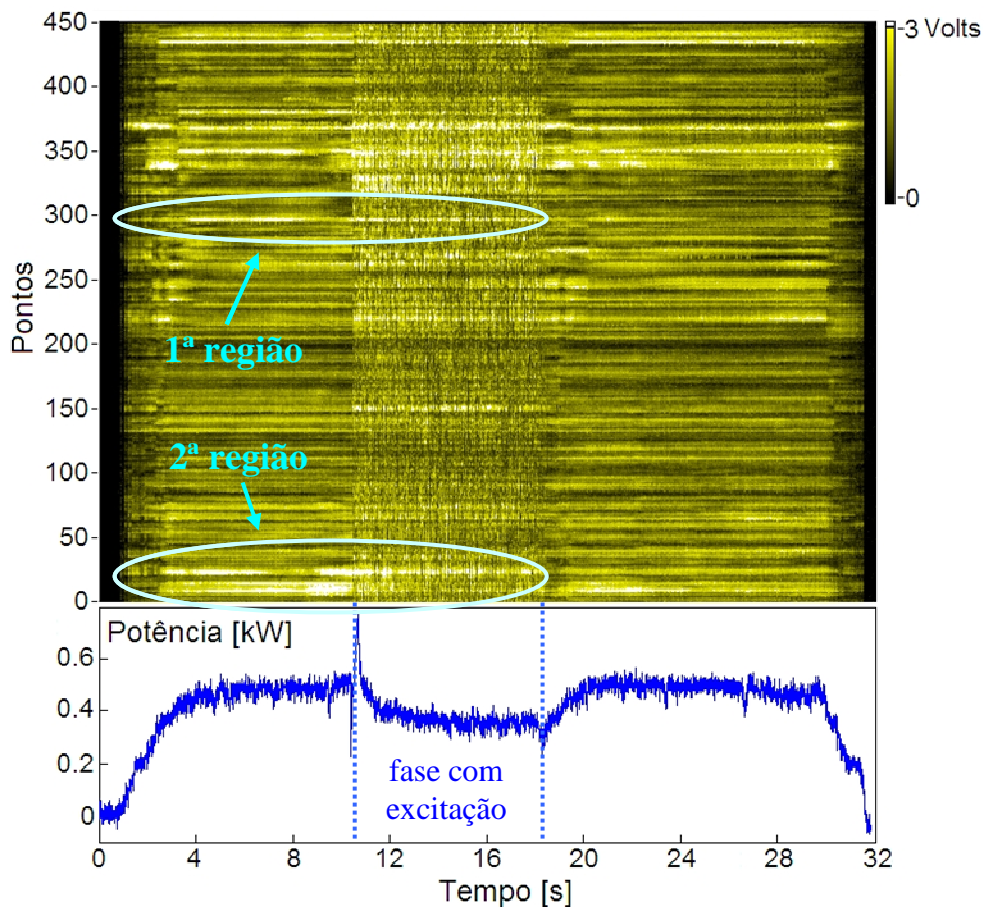 450
400
350
300
250
200
150
100
50
0
Pontos
3 Volts
0
1ª região
2ª região
Potência [kW]
0.6
0.4
0.2
0
fase com
excitação
0 4 8 12 16 20 24 28 32
Tempo [s]